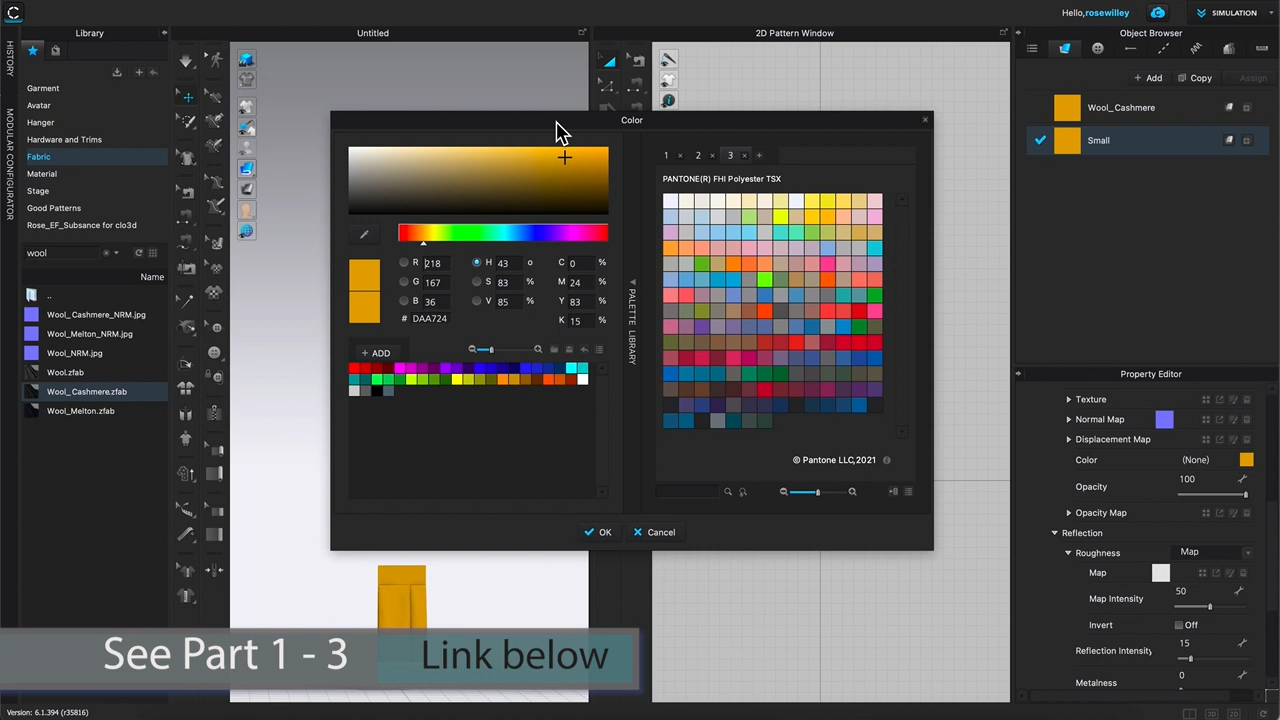 Hello,rosewilley
SIMULATION
HISTORY
MODULAR CONFIGURATOR
Library
Untitled
2D Pattern Window
Object Browser
Garment
Avatar
Hanger
Hardware and Trims
Fabric
Material
Stage
Good Patterns
Rose_EF_Subsance for clo3d
wool
Name
..
Wool_Cashmere_NRM.jpg
Wool_Melton_NRM.jpg
Wool_NRM.jpg
Wool.zfab
Wool_Cashmere.zfab
Wool_Melton.zfab
Color
R 218
H 43 o
C 0 %
G 167
S 83 %
M 24 %
B 36
V 85 %
Y 83 %
# DAA724
K 15 %
+ ADD
PALETTE LIBRARY
1 × 2 × 3 × +
PANTONE(R) FHI Polyester TSX
© Pantone LLC,2021
OK
Cancel
+ Add
Copy
Assign
Wool_Cashmere
Small
Property Editor
Texture
Normal Map
Displacement Map
Color (None)
Opacity 100
Opacity Map
Reflection
Roughness Map
Map
Map Intensity 50
Invert Off
Reflection Intensity 15
Metalness 0
See Part 1 - 3 Link below
Version: 6.1.394 (r35816)
3D
2D